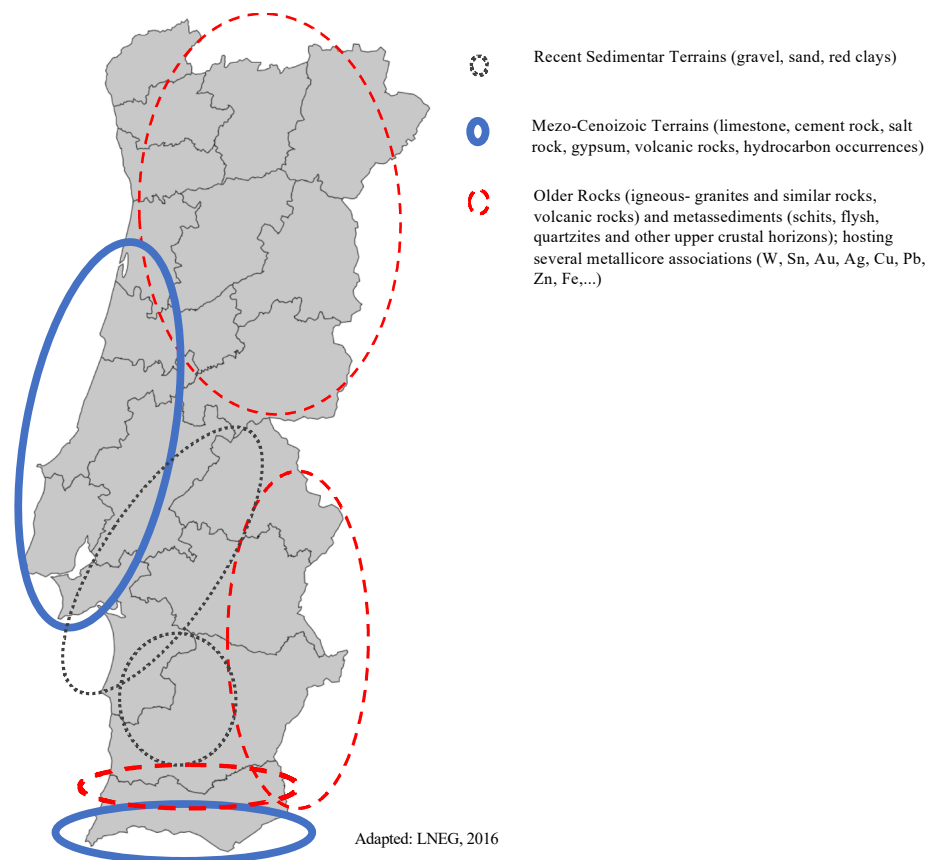 Recent Sedimentar Terrains (gravel, sand, red clays)
Mezo-Cenoizoic Terrains (limestone, cement rock, salt
rock, gypsum, volcanic rocks, hydrocarbon occurrences)
Older Rocks (igneous- granites and similar rocks,
volcanic rocks) and metassediments (schits, flysh,
quartzites and other upper crustal horizons); hosting
several metallicore associations (W, Sn, Au, Ag, Cu, Pb,
Zn, Fe,...)
Adapted: LNEG, 2016